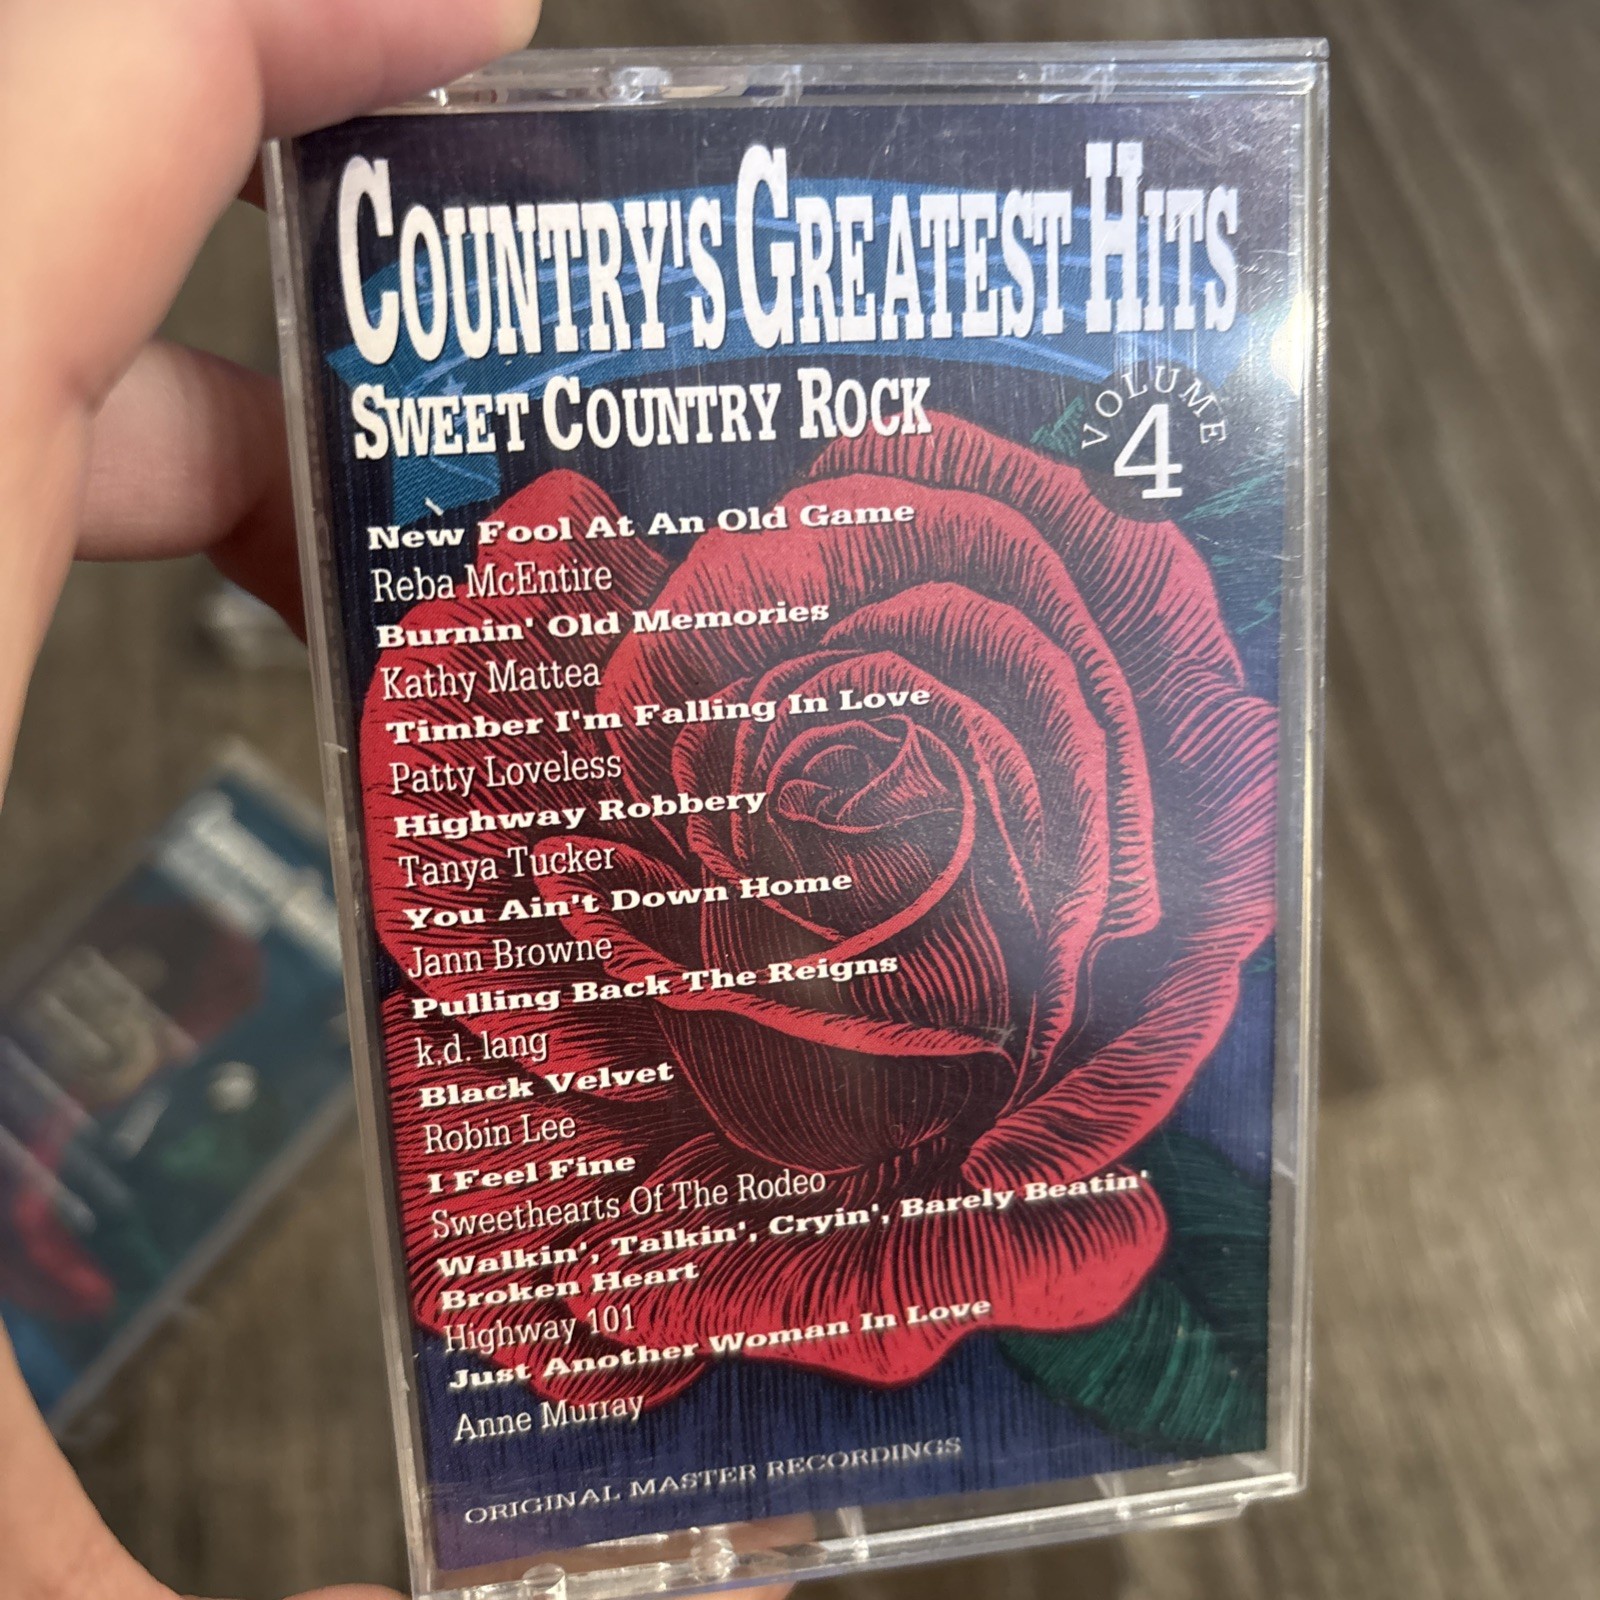 COUNTRY'S GREATEST HITS
SWEET COUNTRY ROCK
VOLUME
4
New Fool At An Old Game
Reba McEntire
Burnin' Old Memories
Kathy Mattea
Timber I'm Falling In Love
Patty Loveless
Highway Robbery
Tanya Tucker
You Ain't Down Home
Jann Browne
Pulling Back The Reigns
k.d. lang
Black Velvet
Robin Lee
I Feel Fine
Sweethearts Of The Rodeo
Walkin', Talkin', Cryin', Barely Beatin'
Broken Heart
Highway 101
Just Another Woman In Love
Anne Murray
ORIGINAL MASTER RECORDINGS